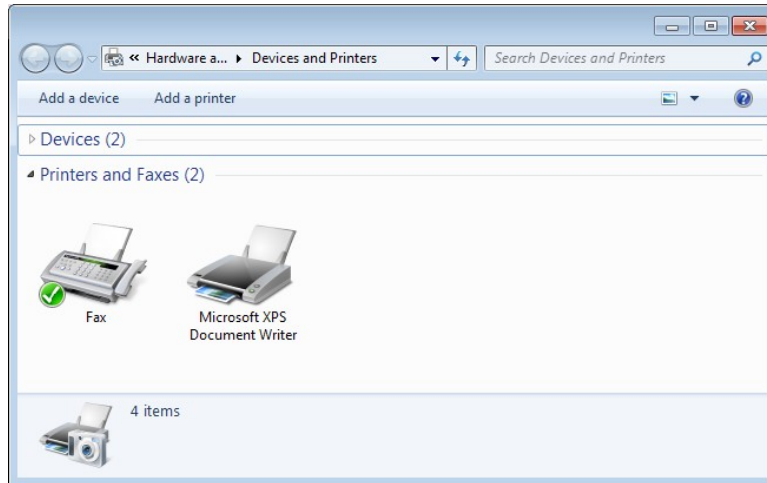 « Hardware a... ▸ Devices and Printers
Search Devices and Printers
Add a device Add a printer
Devices (2)
Printers and Faxes (2)
Fax
Microsoft XPS
Document Writer
4 items